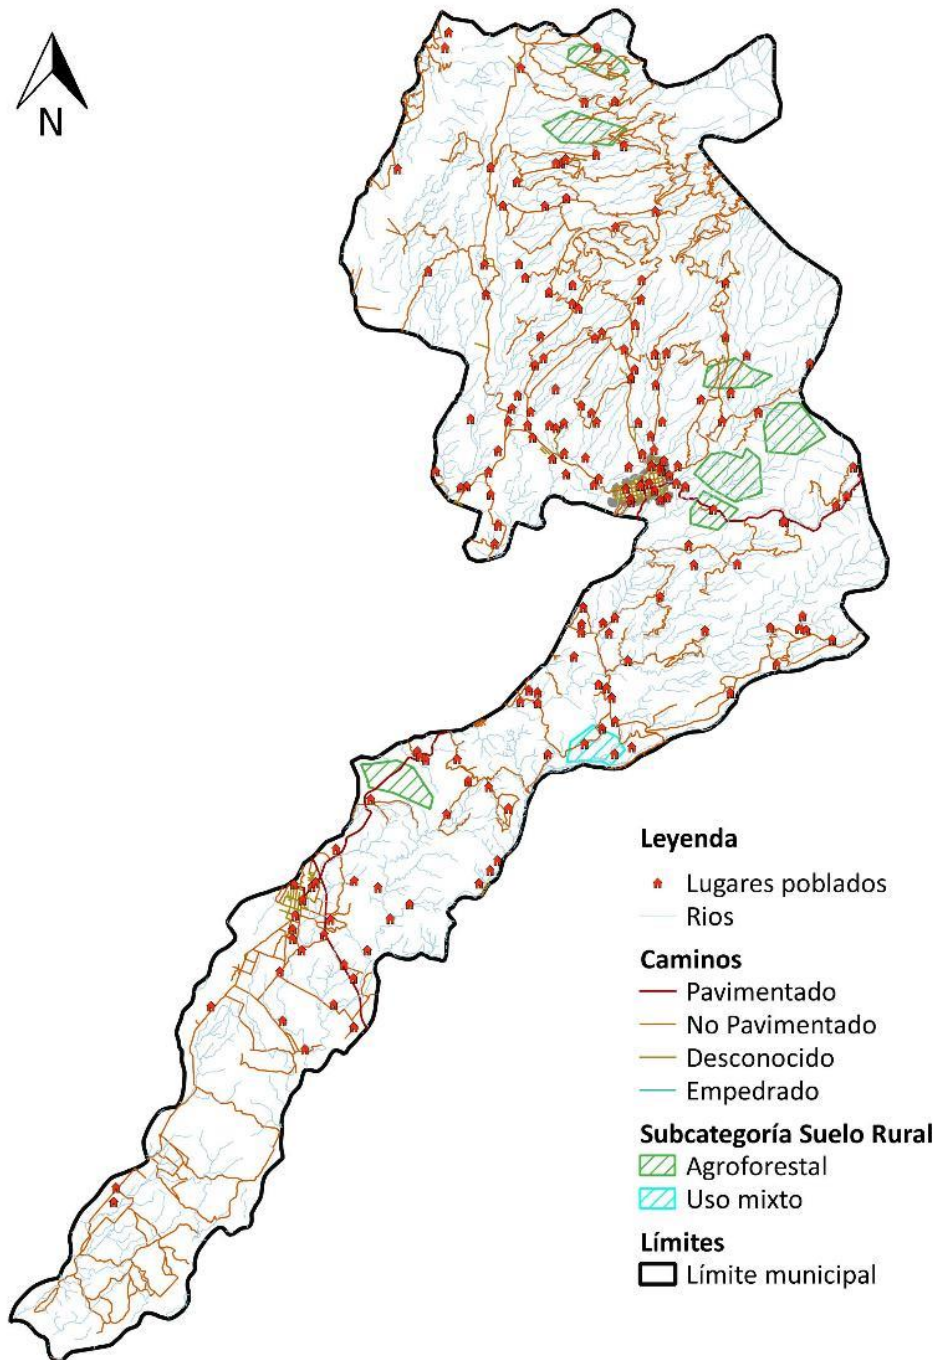 N
Leyenda
Lugares poblados
Rios
Caminos
Pavimentado
No Pavimentado
Desconocido
Empedrado
Subcategoría Suelo Rural
Agroforestal
Uso mixto
Límites
Límite municipal